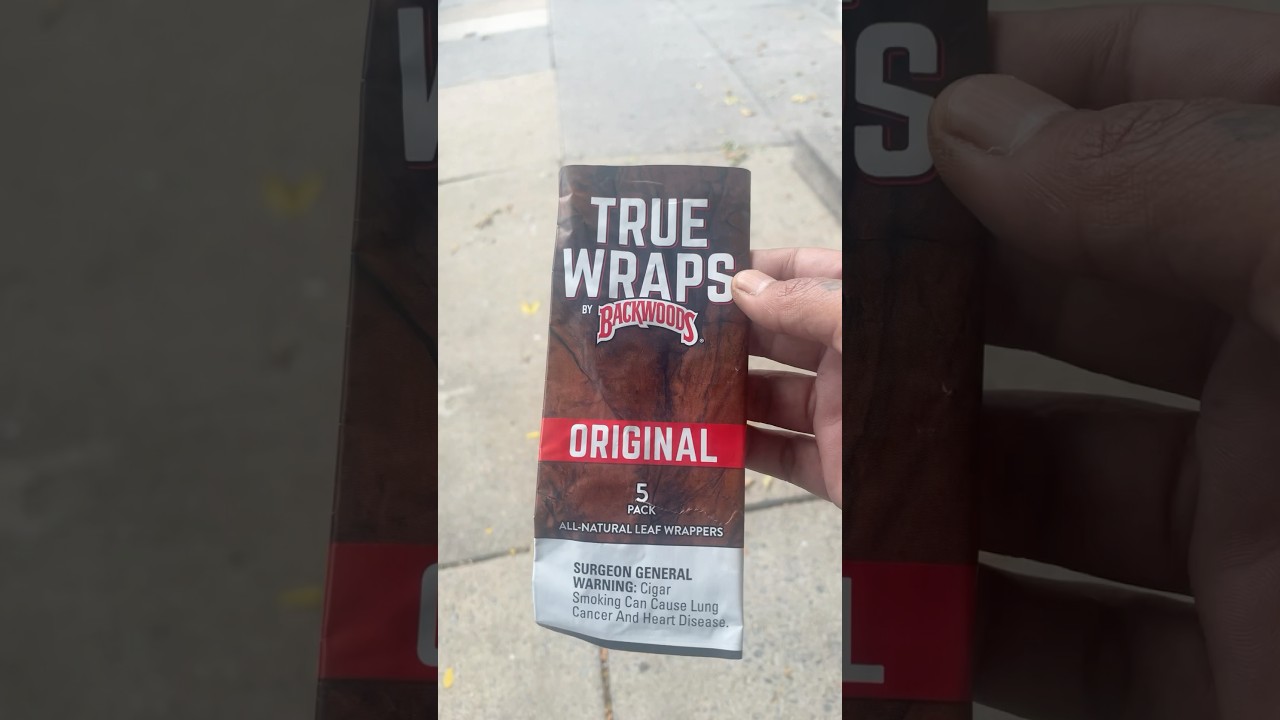 TRUE
WRAPS
BY BACKWOODS®
ORIGINAL
5
PACK
ALL-NATURAL LEAF WRAPPERS
SURGEON GENERAL
WARNING: Cigar
Smoking Can Cause Lung
Cancer And Heart Disease.